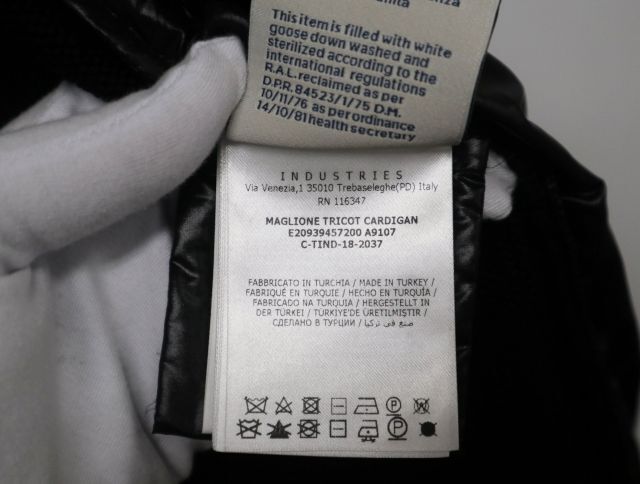 This item is filled with white
goose down washed and
sterilized according to the
international regulations
R.A.L. reclaimed as per
D.P.R. 84523/1/75 D.M.
10/11/76 as per ordinance
14/10/81 health secretary
INDUSTRIES
Via Venezia,1 35010 Trebaseleghe(PD) Italy
RN 116347
MAGLIONE TRICOT CARDIGAN
E20939457200 A9107
C-TIND-18-2037
FABBRICATO IN TURCHIA / MADE IN TURKEY /
FABRIQUÉ EN TURQUIE / HECHO EN TURQUÍA /
FABRICADO NA TURQUIA / HERGESTELLT IN
DER TÜRKEI / TÜRKIYE'DE ÜRETILMIŞTIR /
СДЕЛАНО В ТУРЦИИ / صنع في تركيا /
P
P